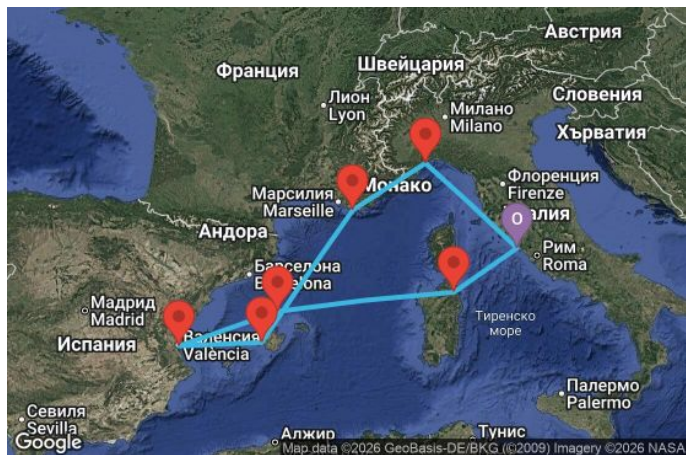 Австрия
Швейцария
Франция
Словения
Лион
Lyon
Милано
Milano
Хърватия
Монако
Флоренция
Firenze
Марсилия
Marseille
O
алия
Андора
Рим
Roma
Барселона
B
elona
Мадрид
Madrid
Тиренско
море
Валенсия
València
Испания
Палермо
Palermo
Севиля
Sevilla
Google
Алжир
Тунис
Map data ©2026 GeoBasis-DE/BKG (©2009) Imagery ©2026 NASA